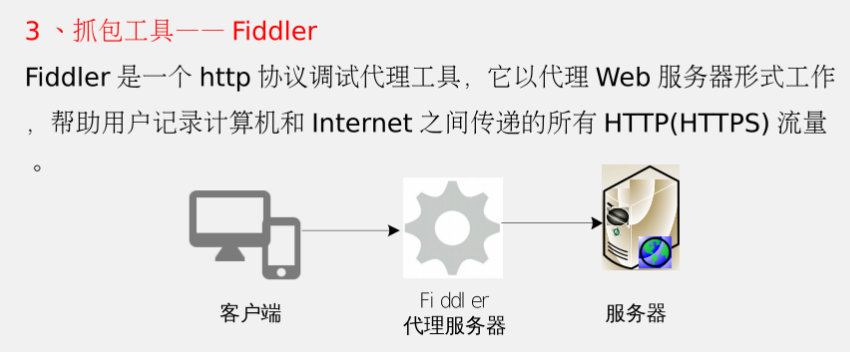 3 、抓包工具—— Fiddler
Fiddler 是一个 http 协议调试代理工具，它以代理 Web 服务器形式工作
，帮助用户记录计算机和 Internet 之间传递的所有 HTTP(HTTPS) 流量
。
客户端
Fiddler
代理服务器
服务器